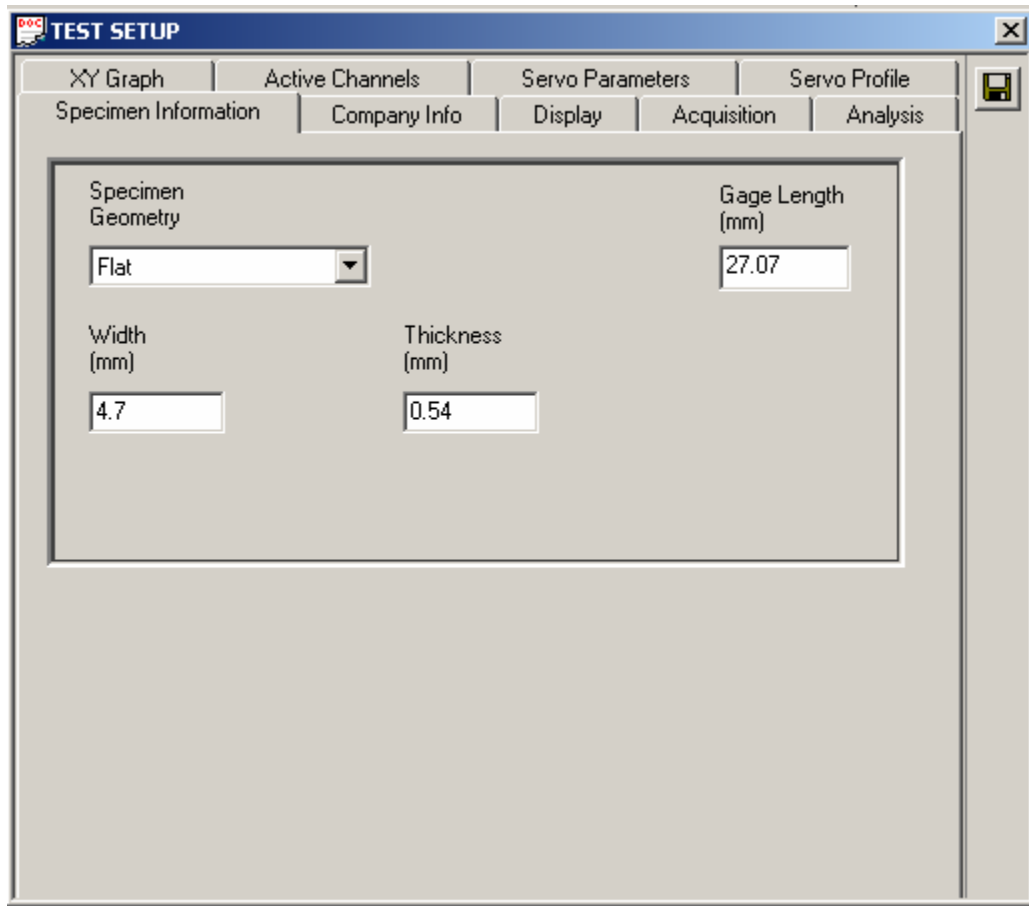 DOC TEST SETUP
XY Graph Active Channels Servo Parameters Servo Profile
Specimen Information Company Info Display Acquisition Analysis
Specimen
Geometry
Gage Length
(mm)
Flat
27.07
Width
(mm)
Thickness
(mm)
4.7
0.54